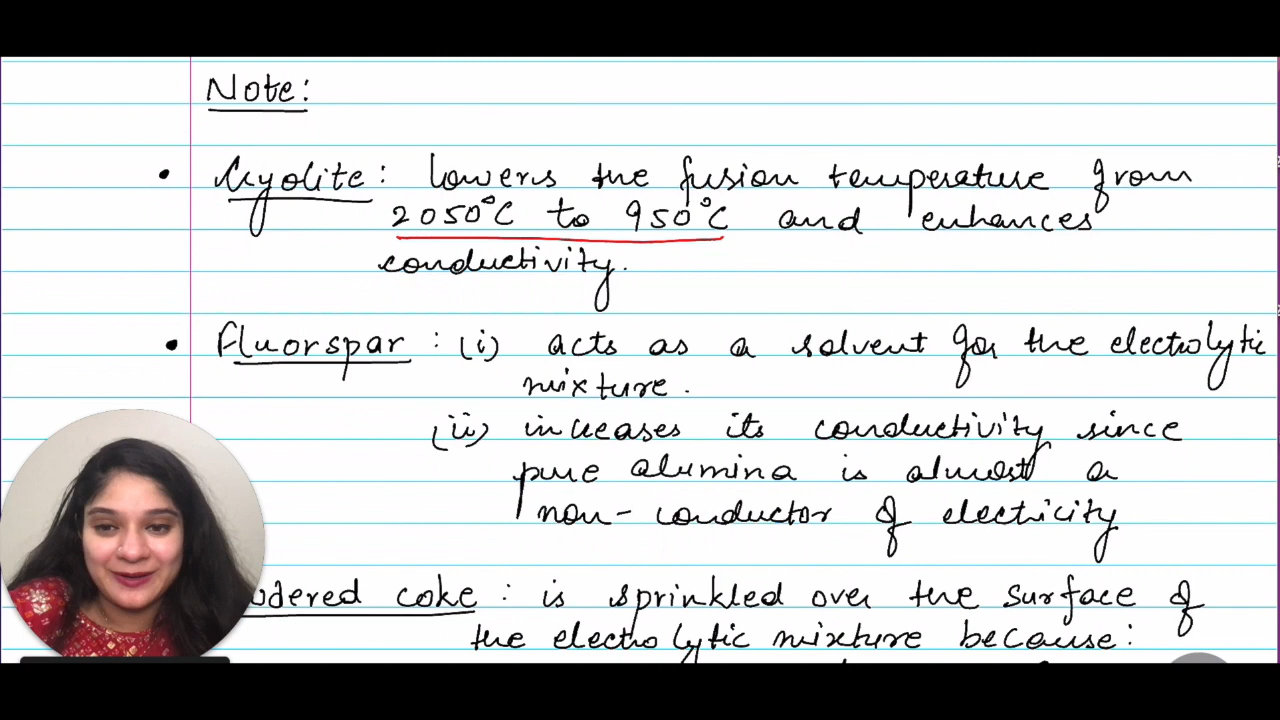 Note:
• Cryolite: lowers the fusion temperature from
2050°C to 950°C and enhances
conductivity.
• Fluorspar: (i) acts as a solvent for the electrolytic
mixture.
(ii) increases its conductivity since
pure alumina is almost a
non-conductor of electricity
wdered coke: is sprinkled over the surface of
the electrolytic mixture because: